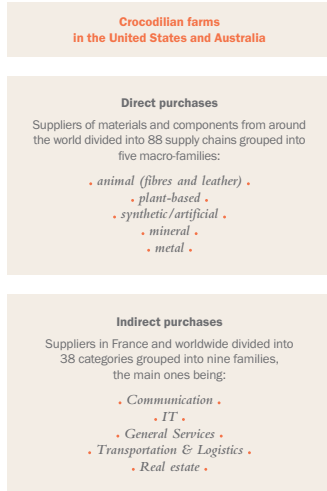 Crocodilian farms
in the United States and Australia
Direct purchases
Suppliers of materials and components from around
the world divided into 88 supply chains grouped into
five macro-families:
• animal (fibres and leather) •
• plant-based •
• synthetic/artificial •
• mineral •
• metal •
Indirect purchases
Suppliers in France and worldwide divided into
38 categories grouped into nine families,
the main ones being:
• Communication •
• IT •
• General Services •
• Transportation & Logistics •
• Real estate •